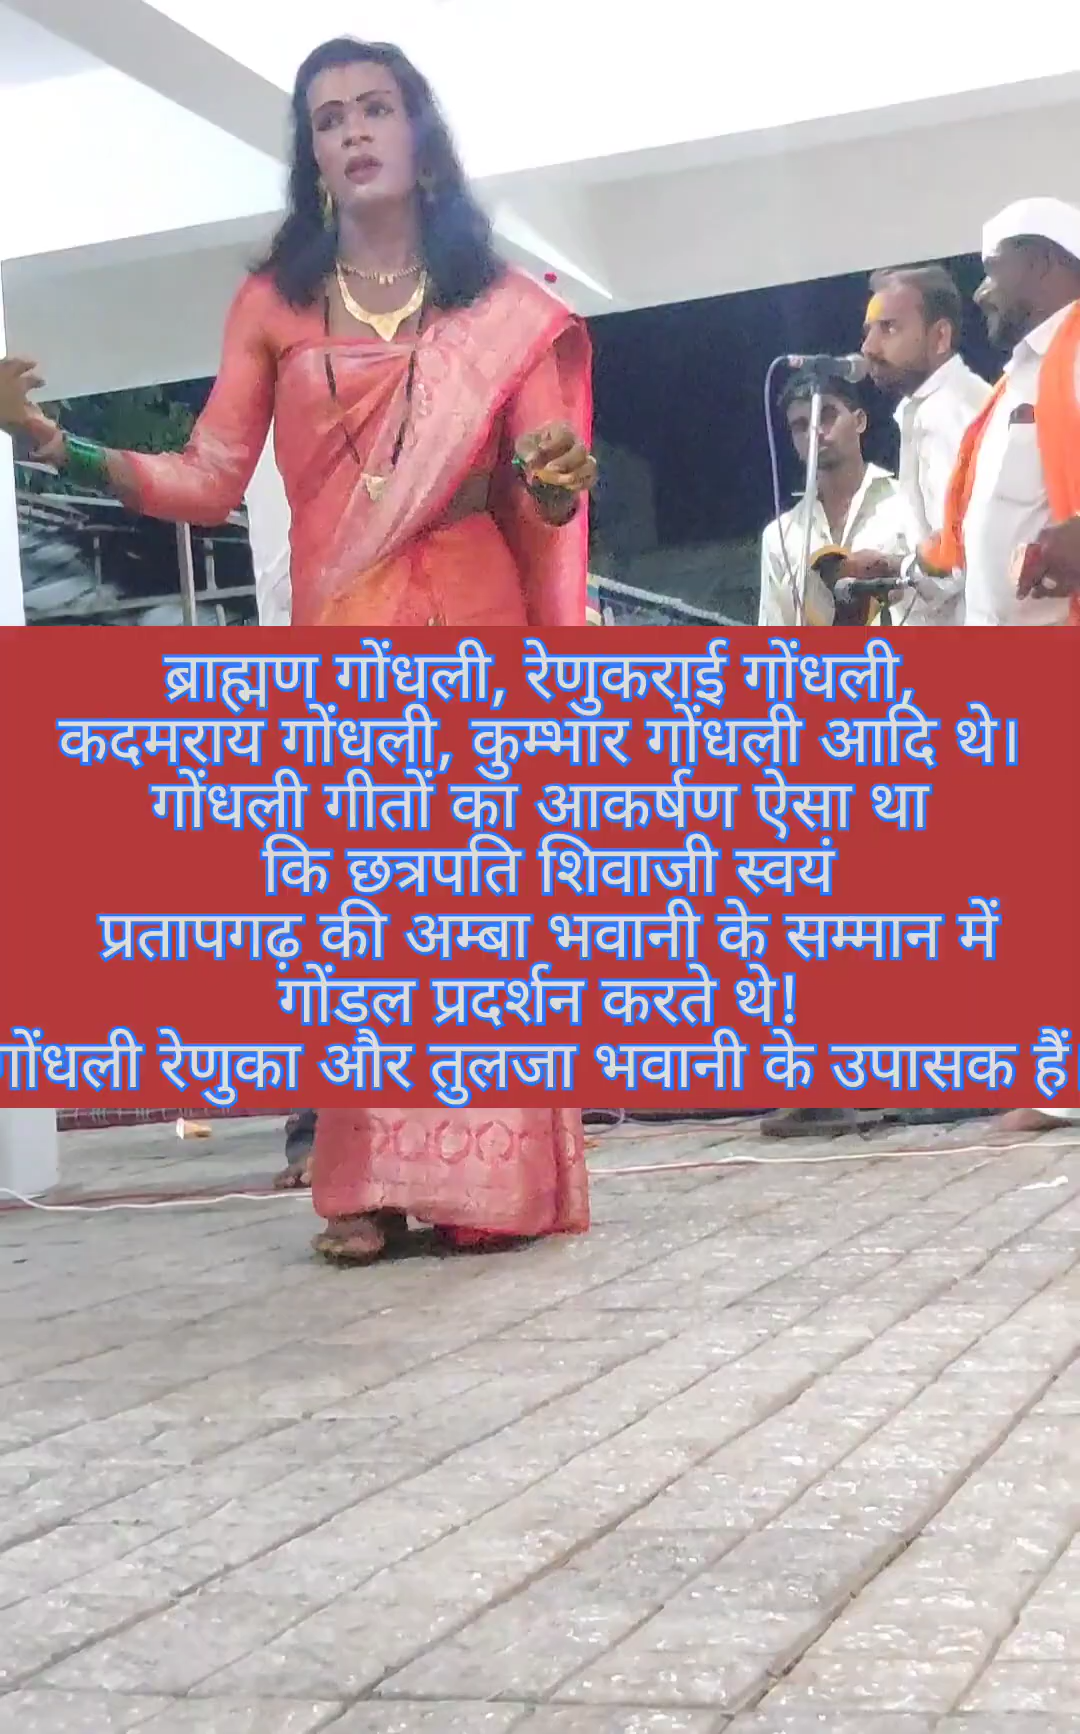 ब्राह्मण गोंधली, रेणुकराई गोंधली,
कदमराय गोंधली, कुम्भार गोंधली आदि थे।
गोंधली गीतों का आकर्षण ऐसा था
कि छत्रपति शिवाजी स्वयं
प्रतापगढ़ की अम्बा भवानी के सम्मान में
गोंडल प्रदर्शन करते थे!
गोंधली रेणुका और तुलजा भवानी के उपासक हैं।